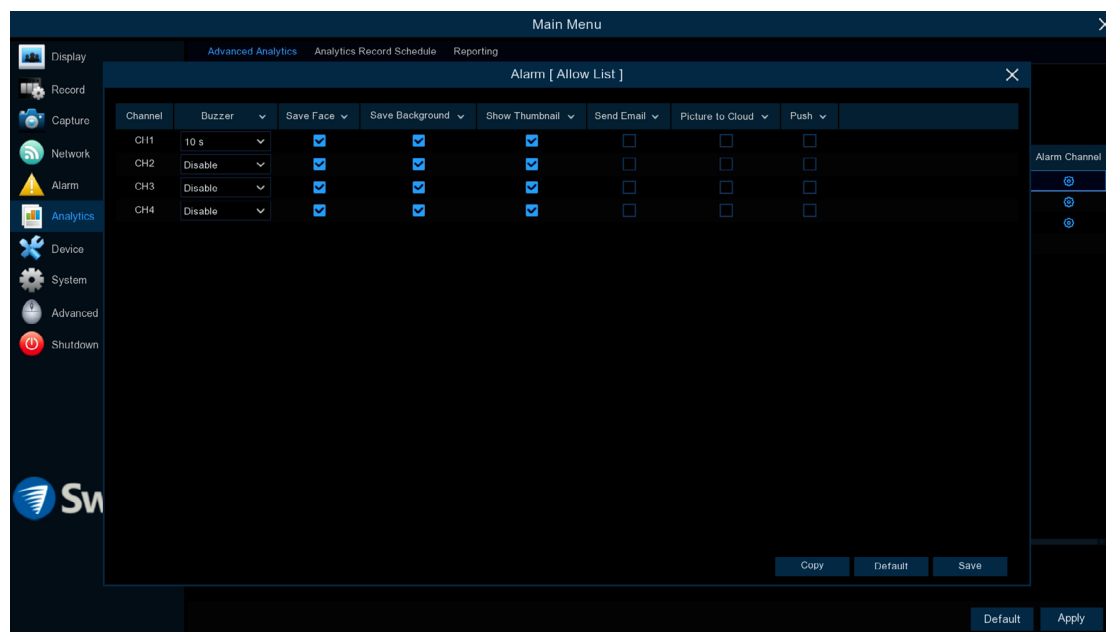 Main Menu
Display
Advanced Analytics Analytics Record Schedule Reporting
Alarm [ Allow List ]
Record
Channel Buzzer Save Face Save Background Show Thumbnail Send Email Picture to Cloud Push
Capture
CH1 10 s
Network
Alarm Channel
CH2 Disable
Alarm
CH3 Disable
CH4 Disable
Analytics
Device
System
Advanced
Shutdown
Sw
Copy Default Save
Default Apply